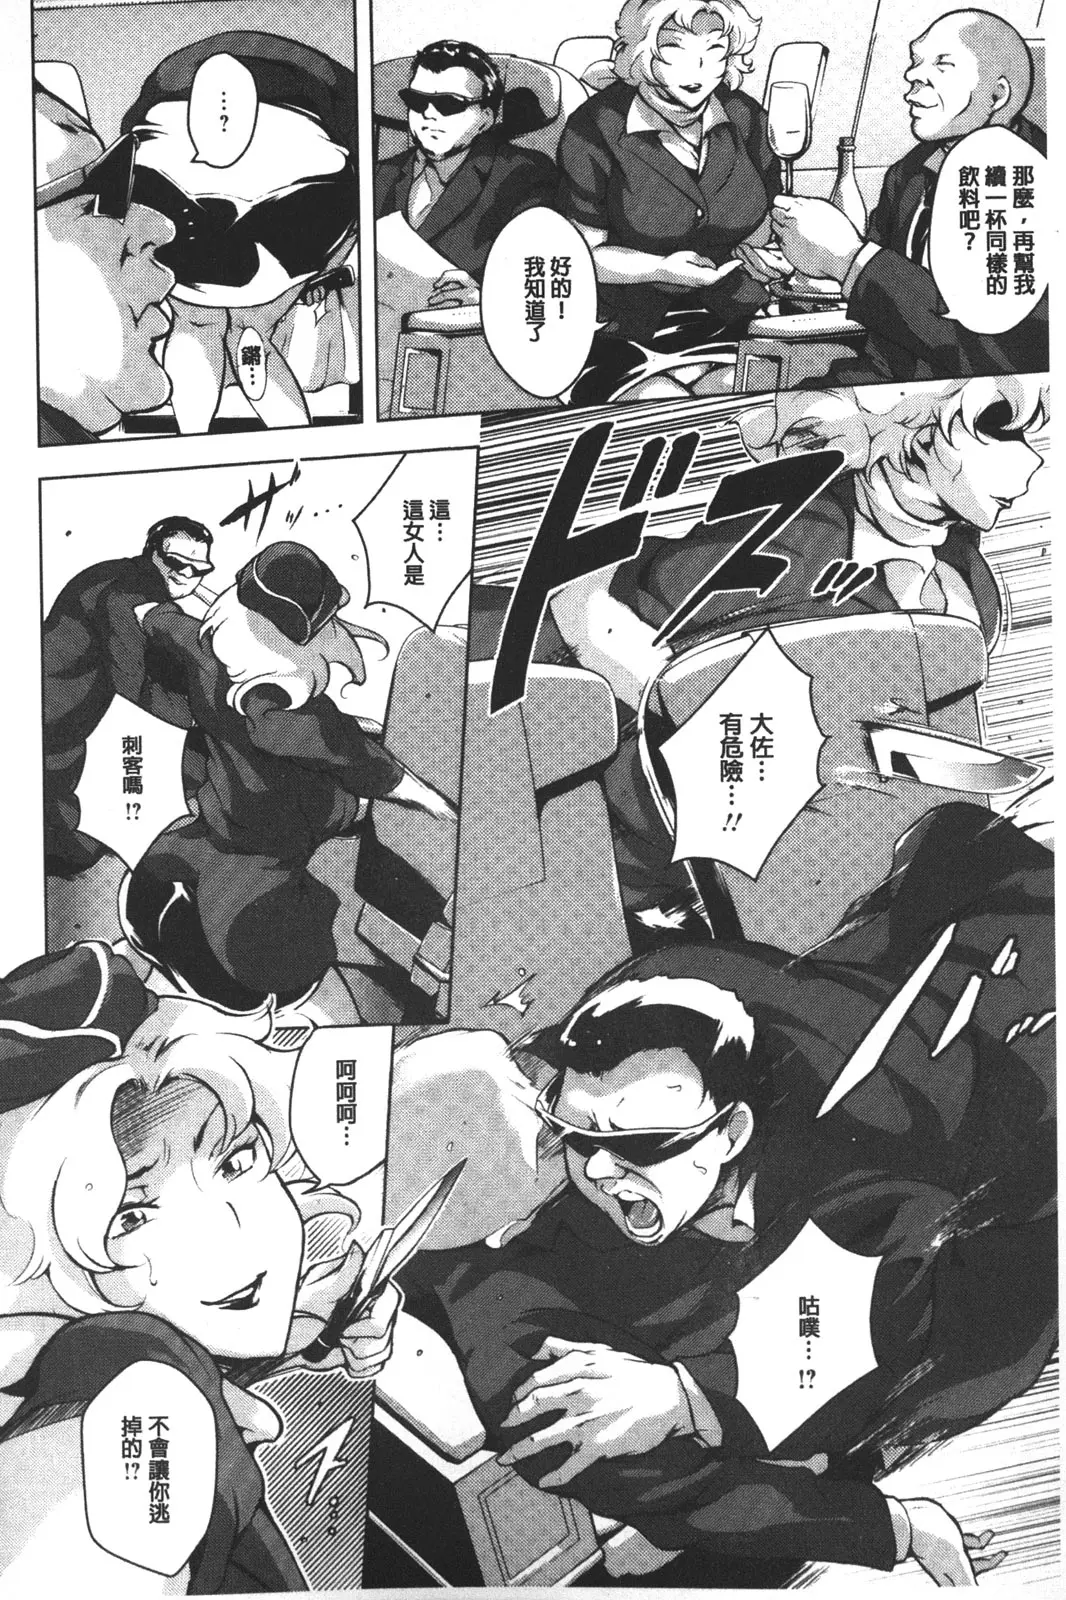 那麼，再幫我
續一杯同樣的
飲料吧？
好的！
我知道了
…？
鏘…
ドスッ
大佐…
有危險…!!
這…
這女人是
ガッ……
刺客嗎!?
咕噗…!?
呵呵呵…
不會讓你逃
掉的!?